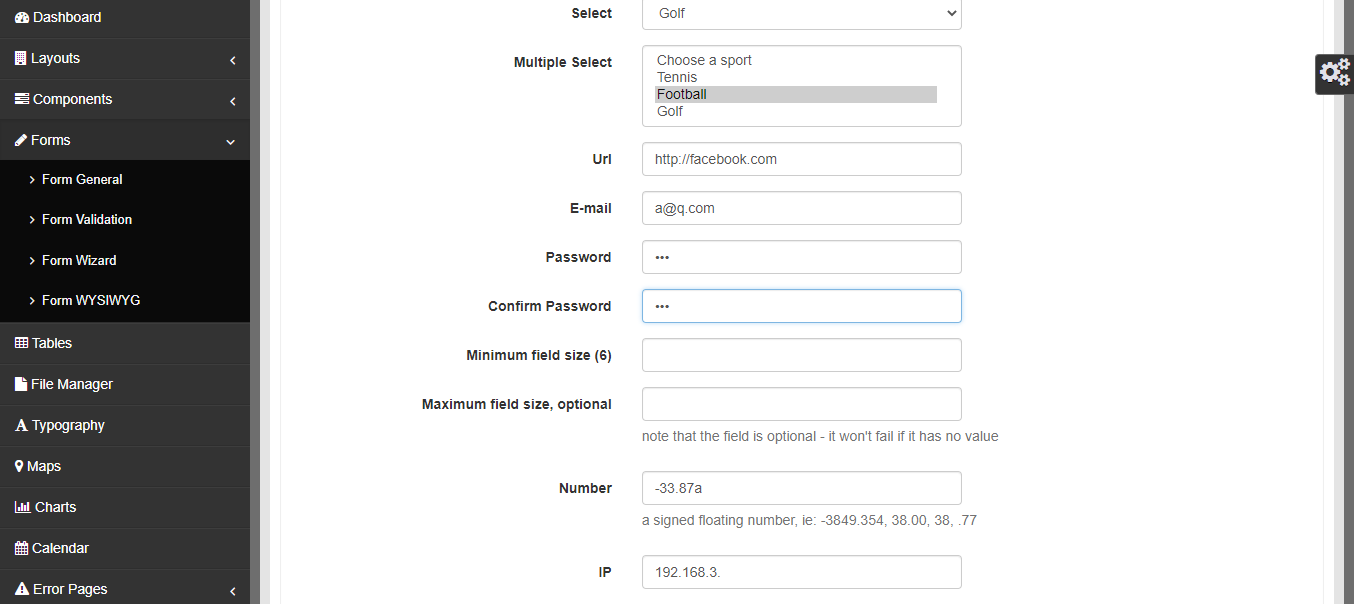 Dashboard
Layouts
Components
Forms
Form General
Form Validation
Form Wizard
Form WYSIWYG
Tables
File Manager
Typography
Maps
Charts
Calendar
Error Pages
Select Golf
Multiple Select
Choose a sport
Tennis
Football
Golf
Url http://facebook.com
E-mail a@q.com
Password •••
Confirm Password •••
Minimum field size (6)
Maximum field size, optional
note that the field is optional - it won't fail if it has no value
Number -33.87a
a signed floating number, ie: -3849.354, 38.00, 38, .77
IP 192.168.3.